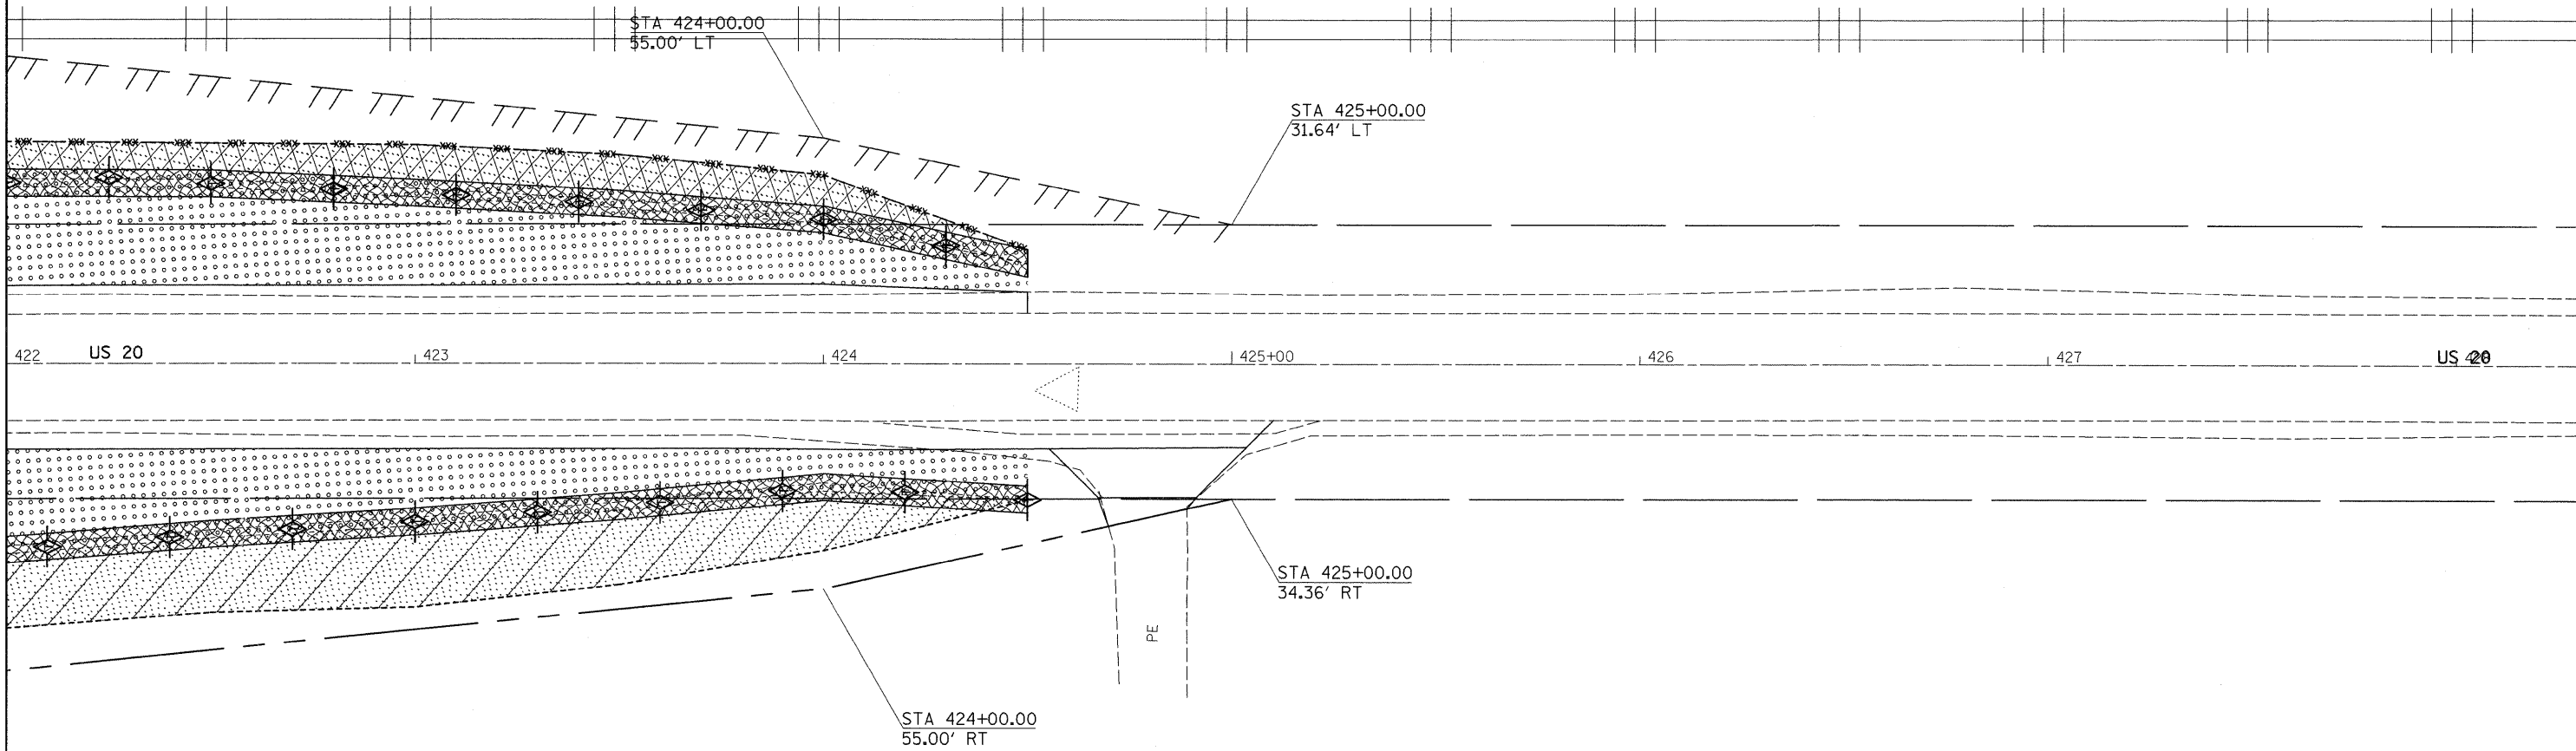 STA 424+00.00
55.00' LT
STA 425+00.00
31.64' LT
422 US 20 423 424 425+00 426 427 US 20
STA 425+00.00
34.36' RT
PE
STA 424+00.00
55.00' RT